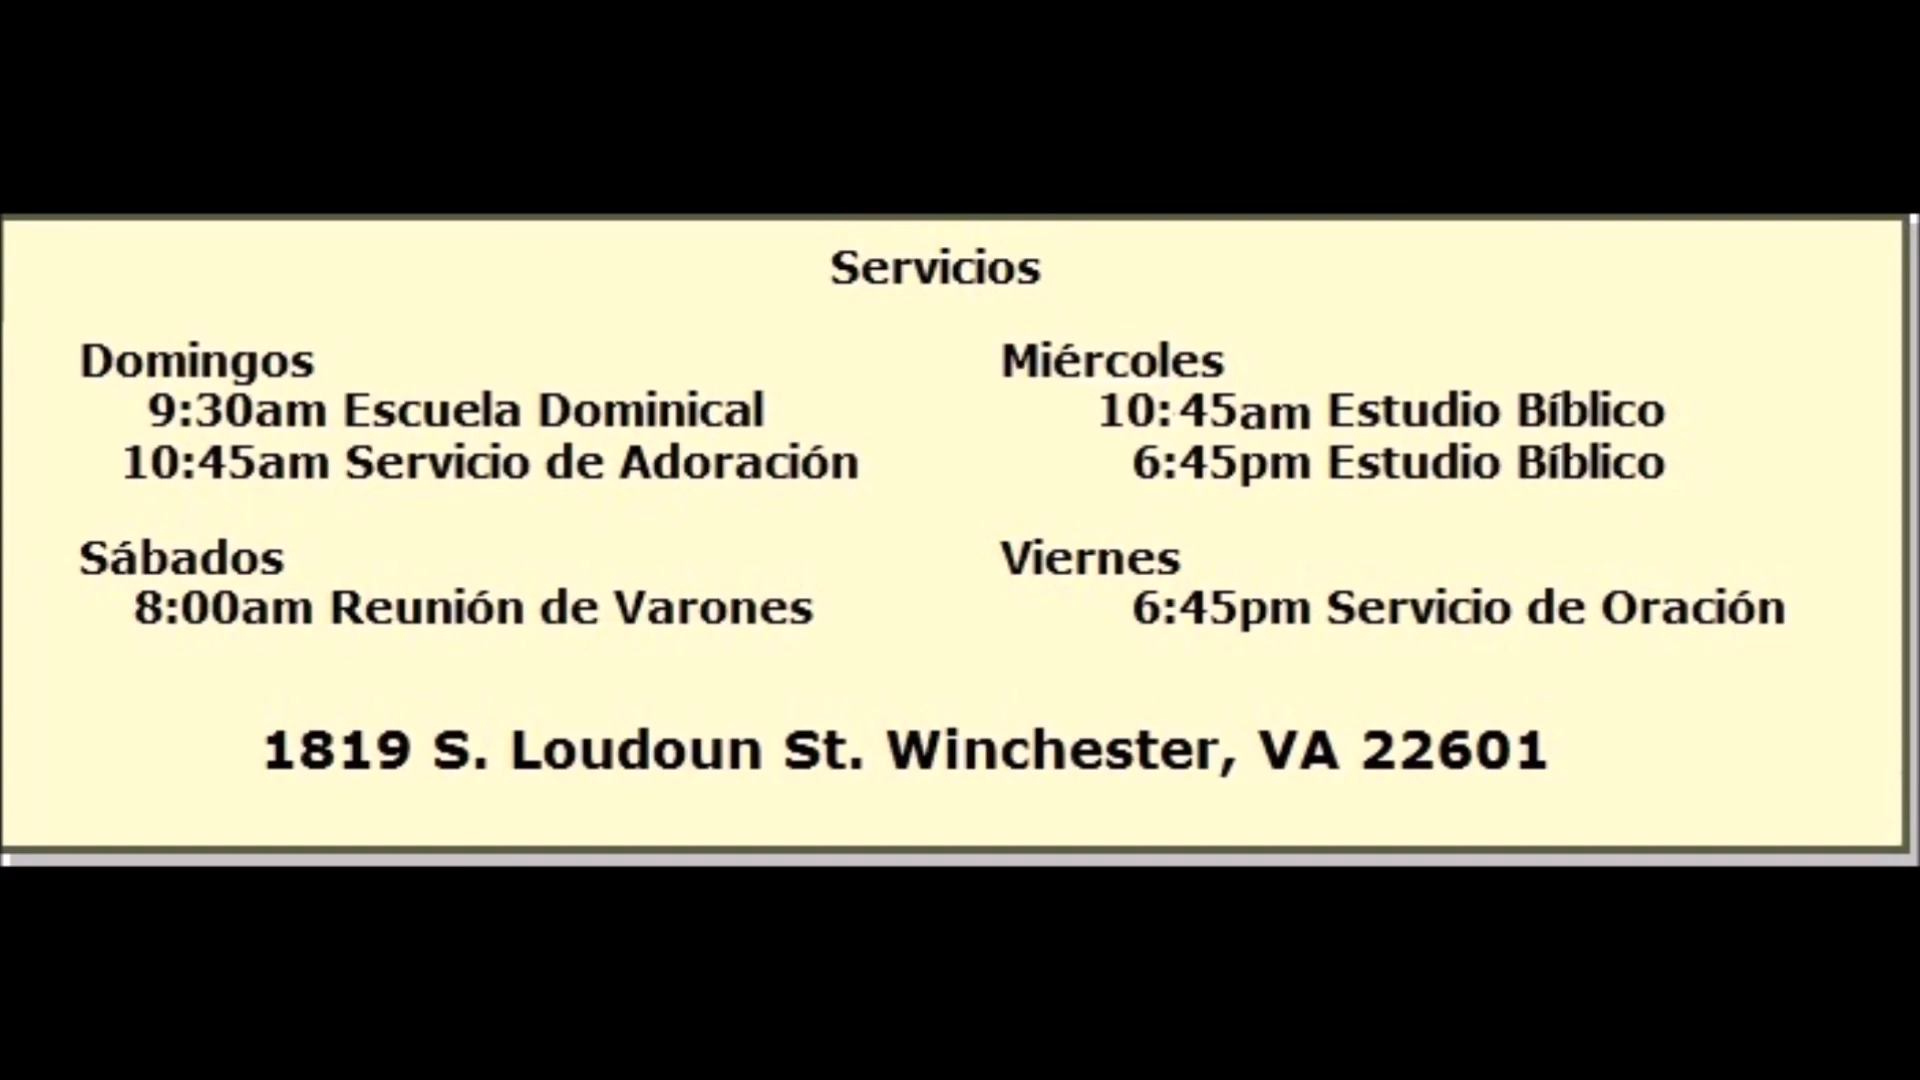 Servicios
Domingos
9:30am Escuela Dominical
10:45am Servicio de Adoración
Miércoles
10:45am Estudio Bíblico
6:45pm Estudio Bíblico
Sábados
8:00am Reunión de Varones
Viernes
6:45pm Servicio de Oración
1819 S. Loudoun St. Winchester, VA 22601